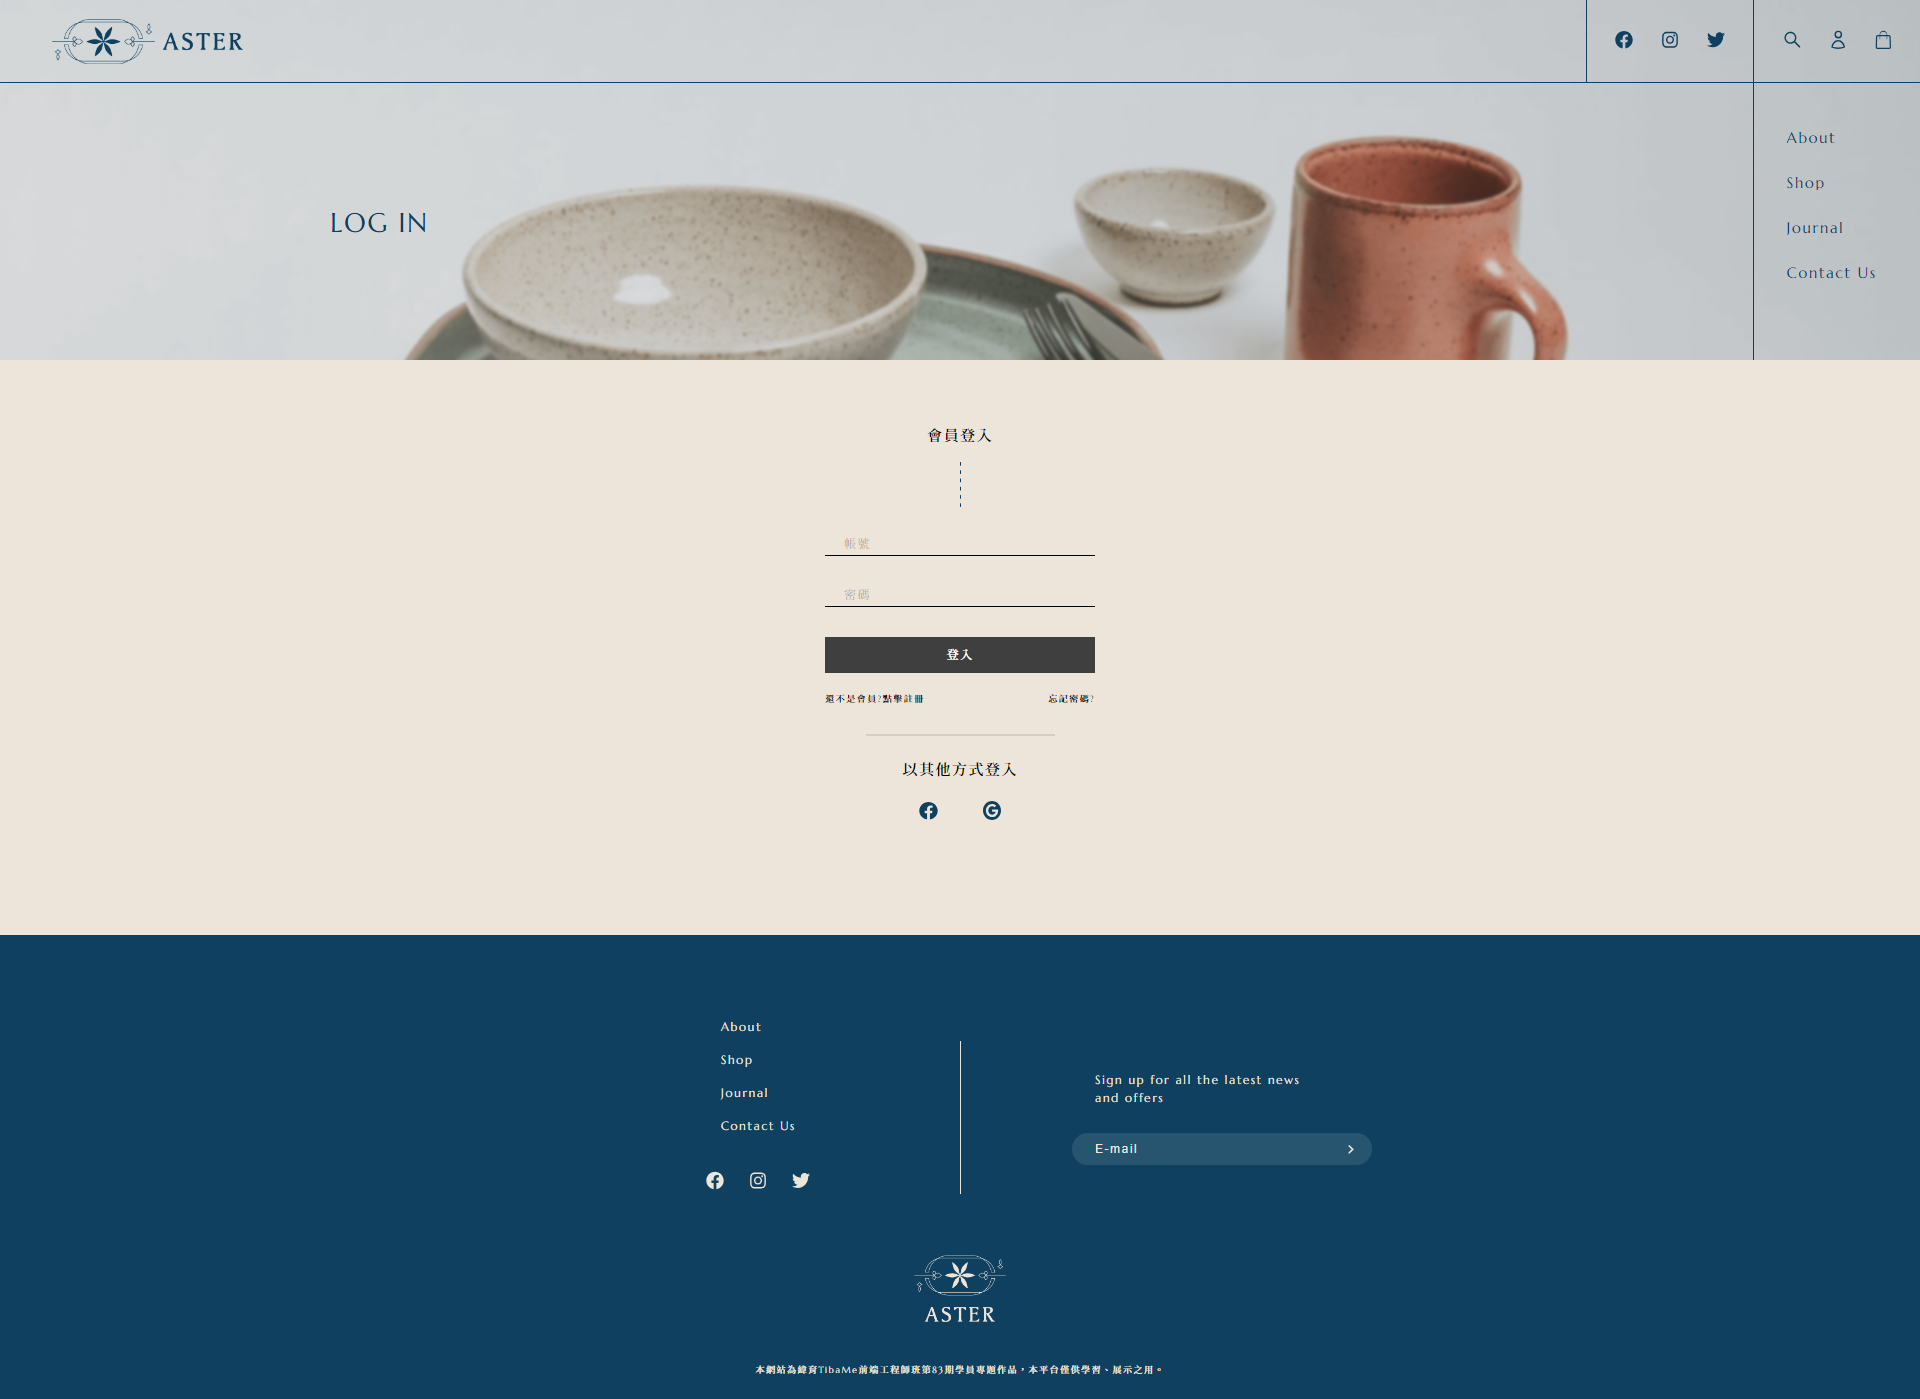 ASTER
About
Shop
Journal
Contact Us
LOG IN
會員登入
帳號
密碼
登入
還不是會員?點擊註冊
忘記密碼?
以其他方式登入
About
Shop
Journal
Contact Us
Sign up for all the latest news
and offers
E-mail
ASTER
本網站為緯育TibaMe前端工程師班第83期學員專題作品，本平台僅供學習、展示之用。